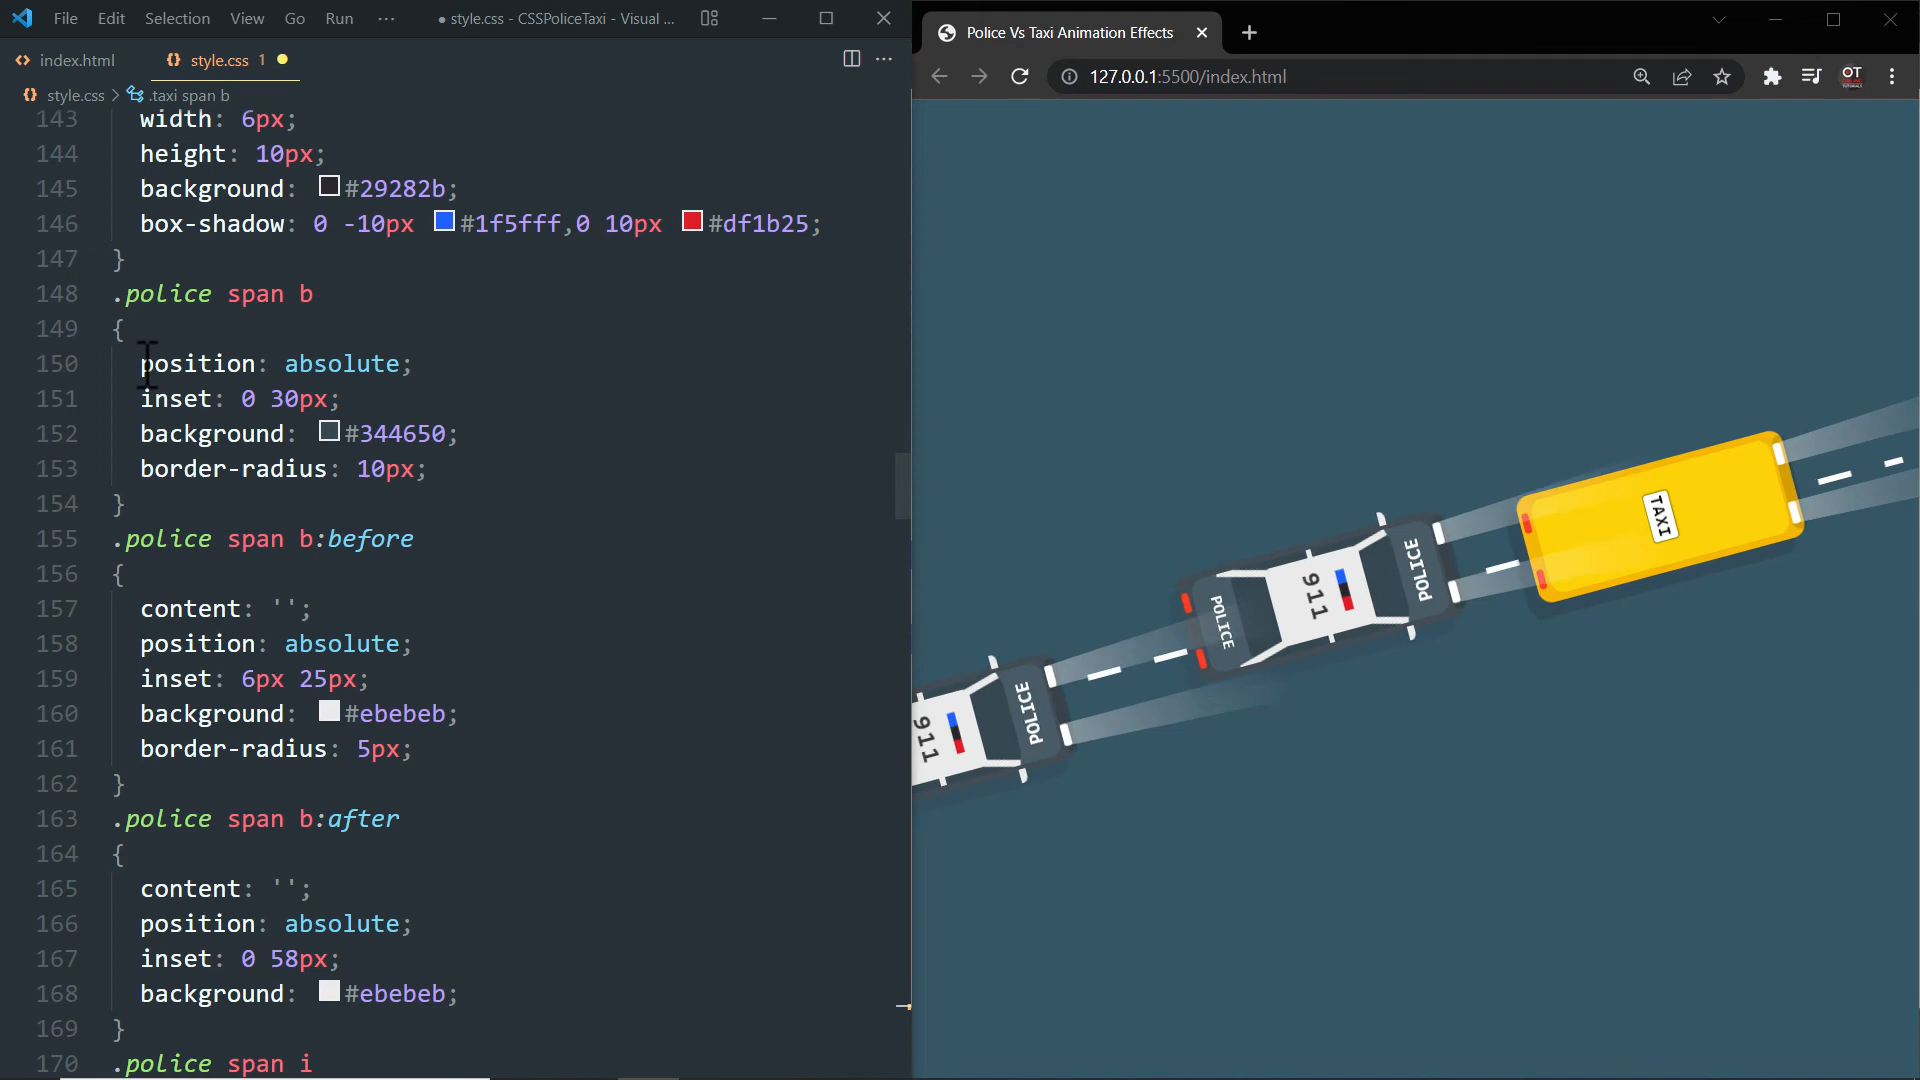 File Edit Selection View Go Run ··· ● style.css - CSSPoliceTaxi - Visual ...
index.html style.css 1
style.css > .taxi span b
143 width: 6px;
144 height: 10px;
145 background: #29282b;
146 box-shadow: 0 -10px #1f5fff,0 10px #df1b25;
147 }
148 .police span b
149 {
150 position: absolute;
151 inset: 0 30px;
152 background: #344650;
153 border-radius: 10px;
154 }
155 .police span b:before
156 {
157 content: '';
158 position: absolute;
159 inset: 6px 25px;
160 background: #ebebeb;
161 border-radius: 5px;
162 }
163 .police span b:after
164 {
165 content: '';
166 position: absolute;
167 inset: 0 58px;
168 background: #ebebeb;
169 }
170 .police span i
Police Vs Taxi Animation Effects
127.0.0.1:5500/index.html
OT
TAXI
POLICE
911
POLICE
POLICE
911